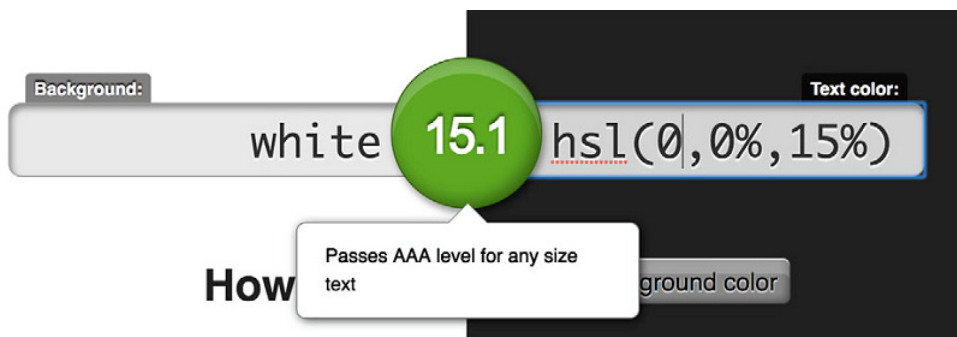 Background:
Text color:
white
15.1
hsl(0,0%,15%)
Passes AAA level for any size
text
How
ground color